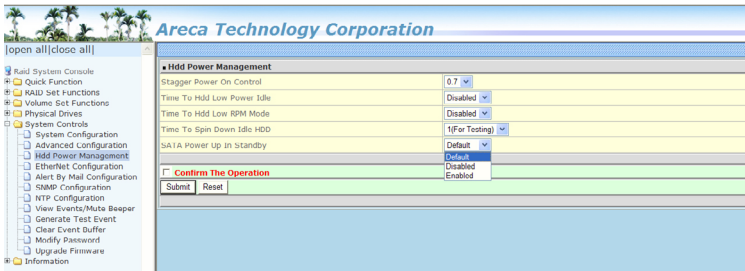 Areca Technology Corporation
|open all|close all|
Raid System Console
Quick Function
RAID Set Functions
Volume Set Functions
Physical Drives
System Controls
System Configuration
Advanced Configuration
Hdd Power Management
EtherNet Configuration
Alert By Mail Configuration
SNMP Configuration
NTP Configuration
View Events/Mute Beeper
Generate Test Event
Clear Event Buffer
Modify Password
Upgrade Firmware
Information
Hdd Power Management
Stagger Power On Control 0.7
Time To Hdd Low Power Idle Disabled
Time To Hdd Low RPM Mode Disabled
Time To Spin Down Idle HDD 1(For Testing)
SATA Power Up In Standby Default
Default
Disabled
Enabled
Confirm The Operation
Submit Reset